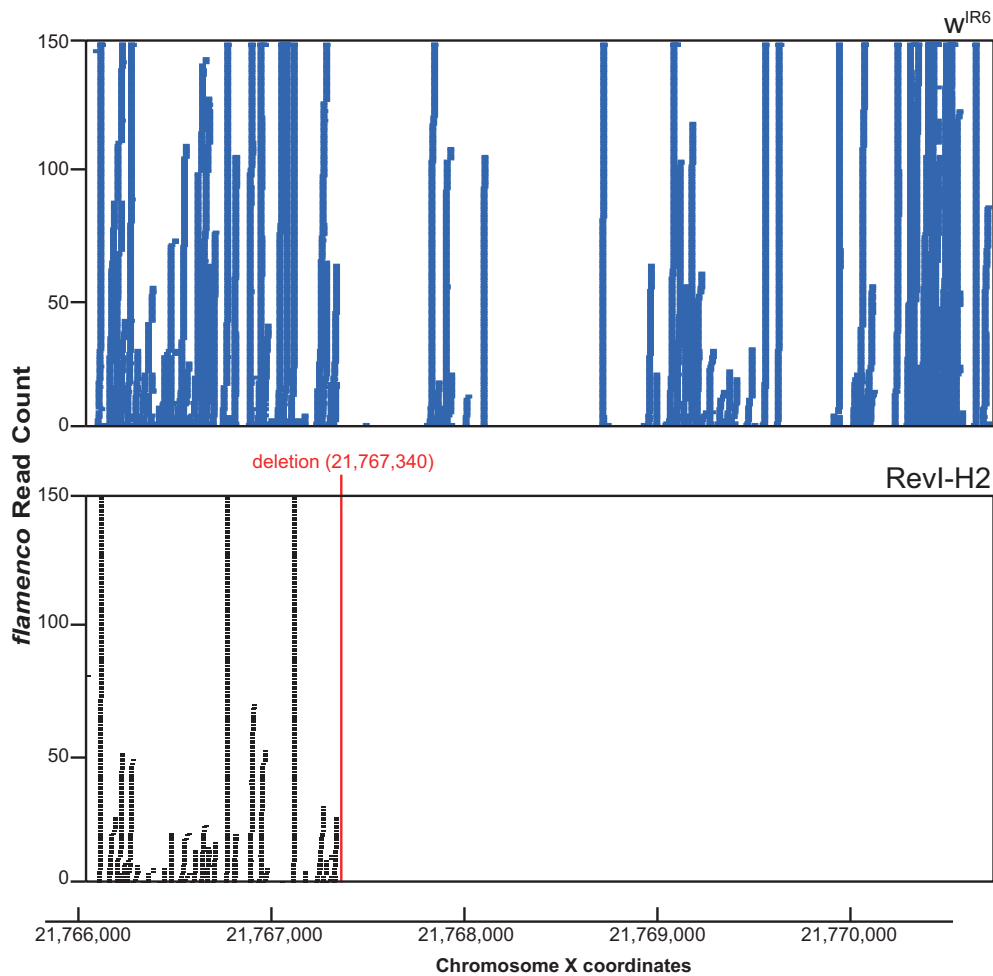 w^IR6
150
100
50
0
deletion (21,767,340)
RevI-H2
150
100
50
0
flamenco Read Count
21,766,000 21,767,000 21,768,000 21,769,000 21,770,000
Chromosome X coordinates